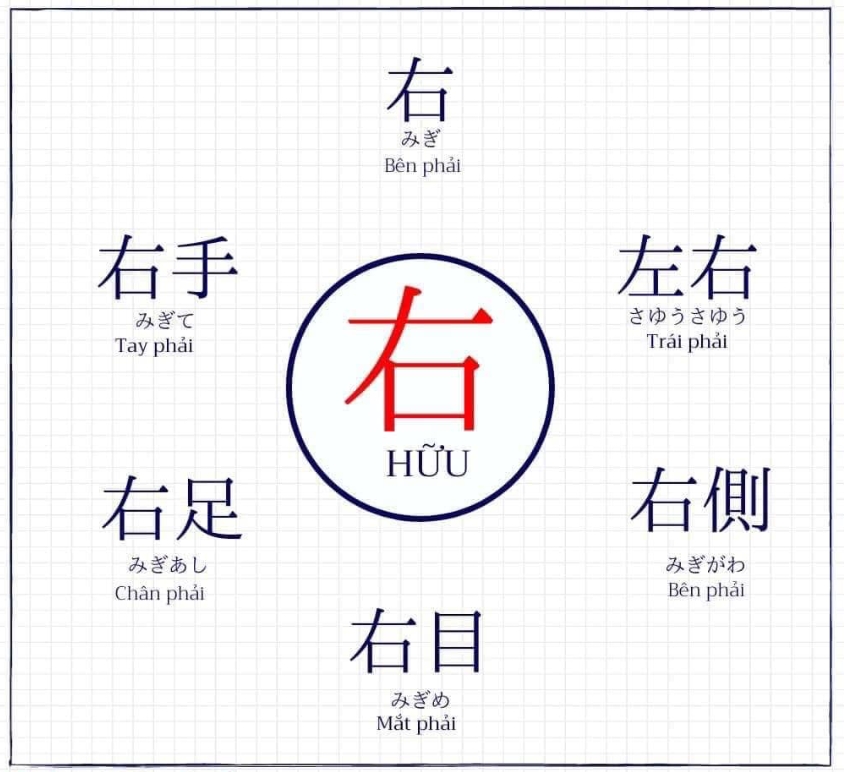 右
みぎ
Bên phải
右手
みぎて
Tay phải
左右
さゆうさゆう
Trái phải
右
HỮU
右足
みぎあし
Chân phải
右側
みぎがわ
Bên phải
右目
みぎめ
Mắt phải